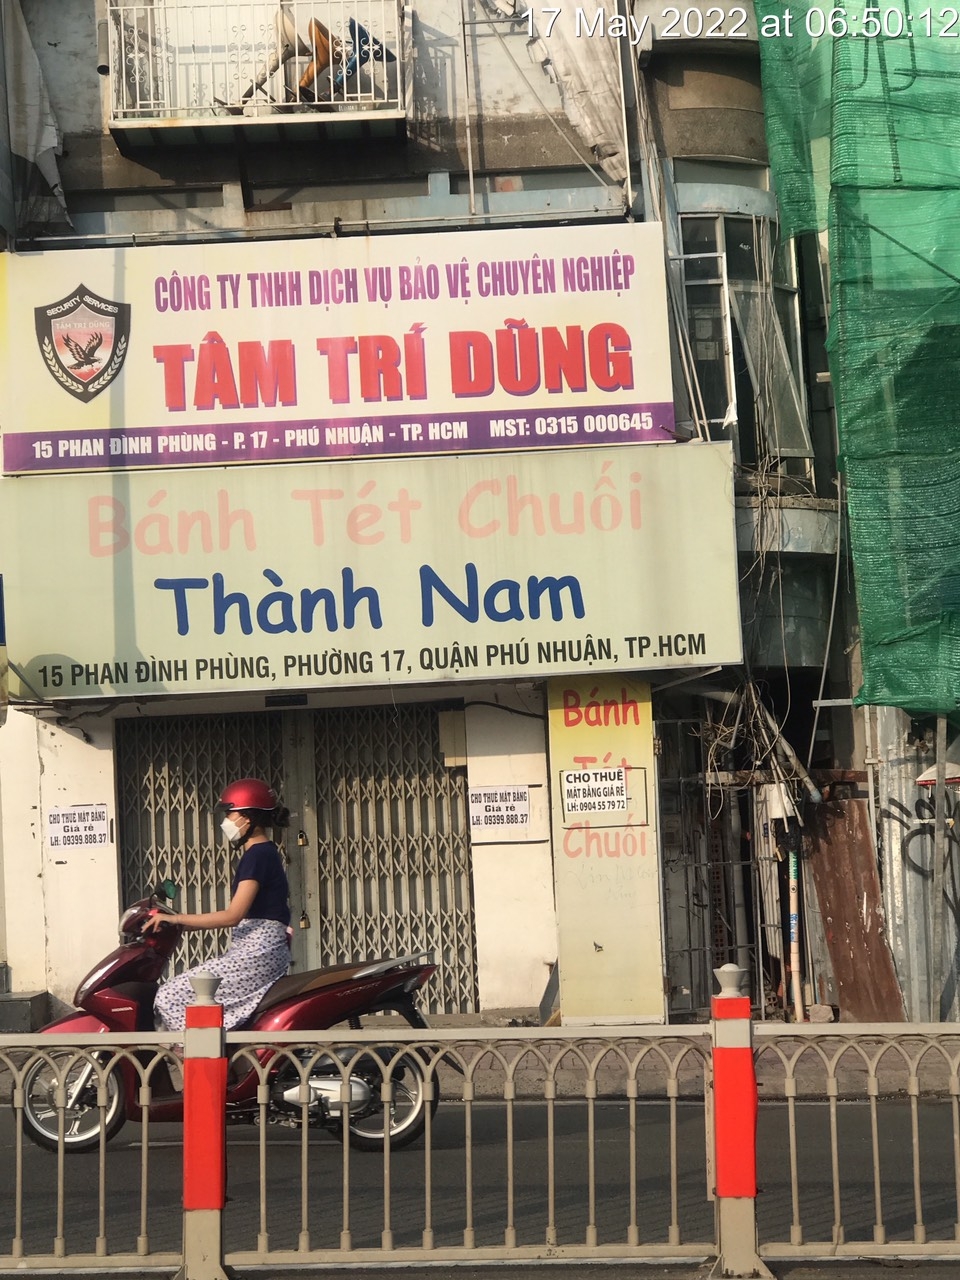 17 May 2022 at 06:50:12
SECURITY SERVICES
TÂM TRÍ DŨNG
CÔNG TY TNHH DỊCH VỤ BẢO VỆ CHUYÊN NGHIỆP
TÂM TRÍ DŨNG
15 PHAN ĐÌNH PHÙNG - P. 17 - PHÚ NHUẬN - TP. HCM MST: 0315 000645
Bánh Tét Chuối
Thành Nam
15 PHAN ĐÌNH PHÙNG, PHƯỜNG 17, QUẬN PHÚ NHUẬN, TP.HCM
Bánh
Tét
CHO THUÊ
MẶT BẰNG GIÁ RẺ
LH: 0904 55 79 72
Chuối
CHO THUÊ MẶT BẰNG
Giá rẻ
LH: 09399.888.37
CHO THUÊ MẶT BẰNG
Giá rẻ
LH: 09399.888.37